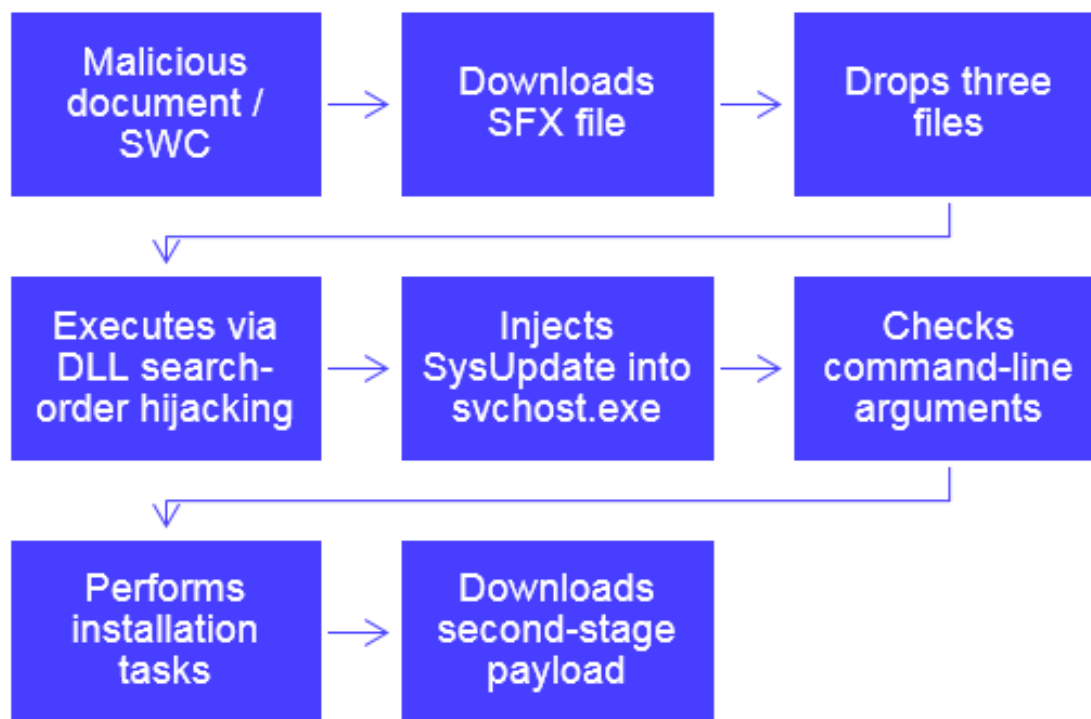 Malicious
document /
SWC
Downloads
SFX file
Drops three
files
Executes via
DLL search-
order hijacking
Injects
SysUpdate into
svchost.exe
Checks
command-line
arguments
Performs
installation
tasks
Downloads
second-stage
payload